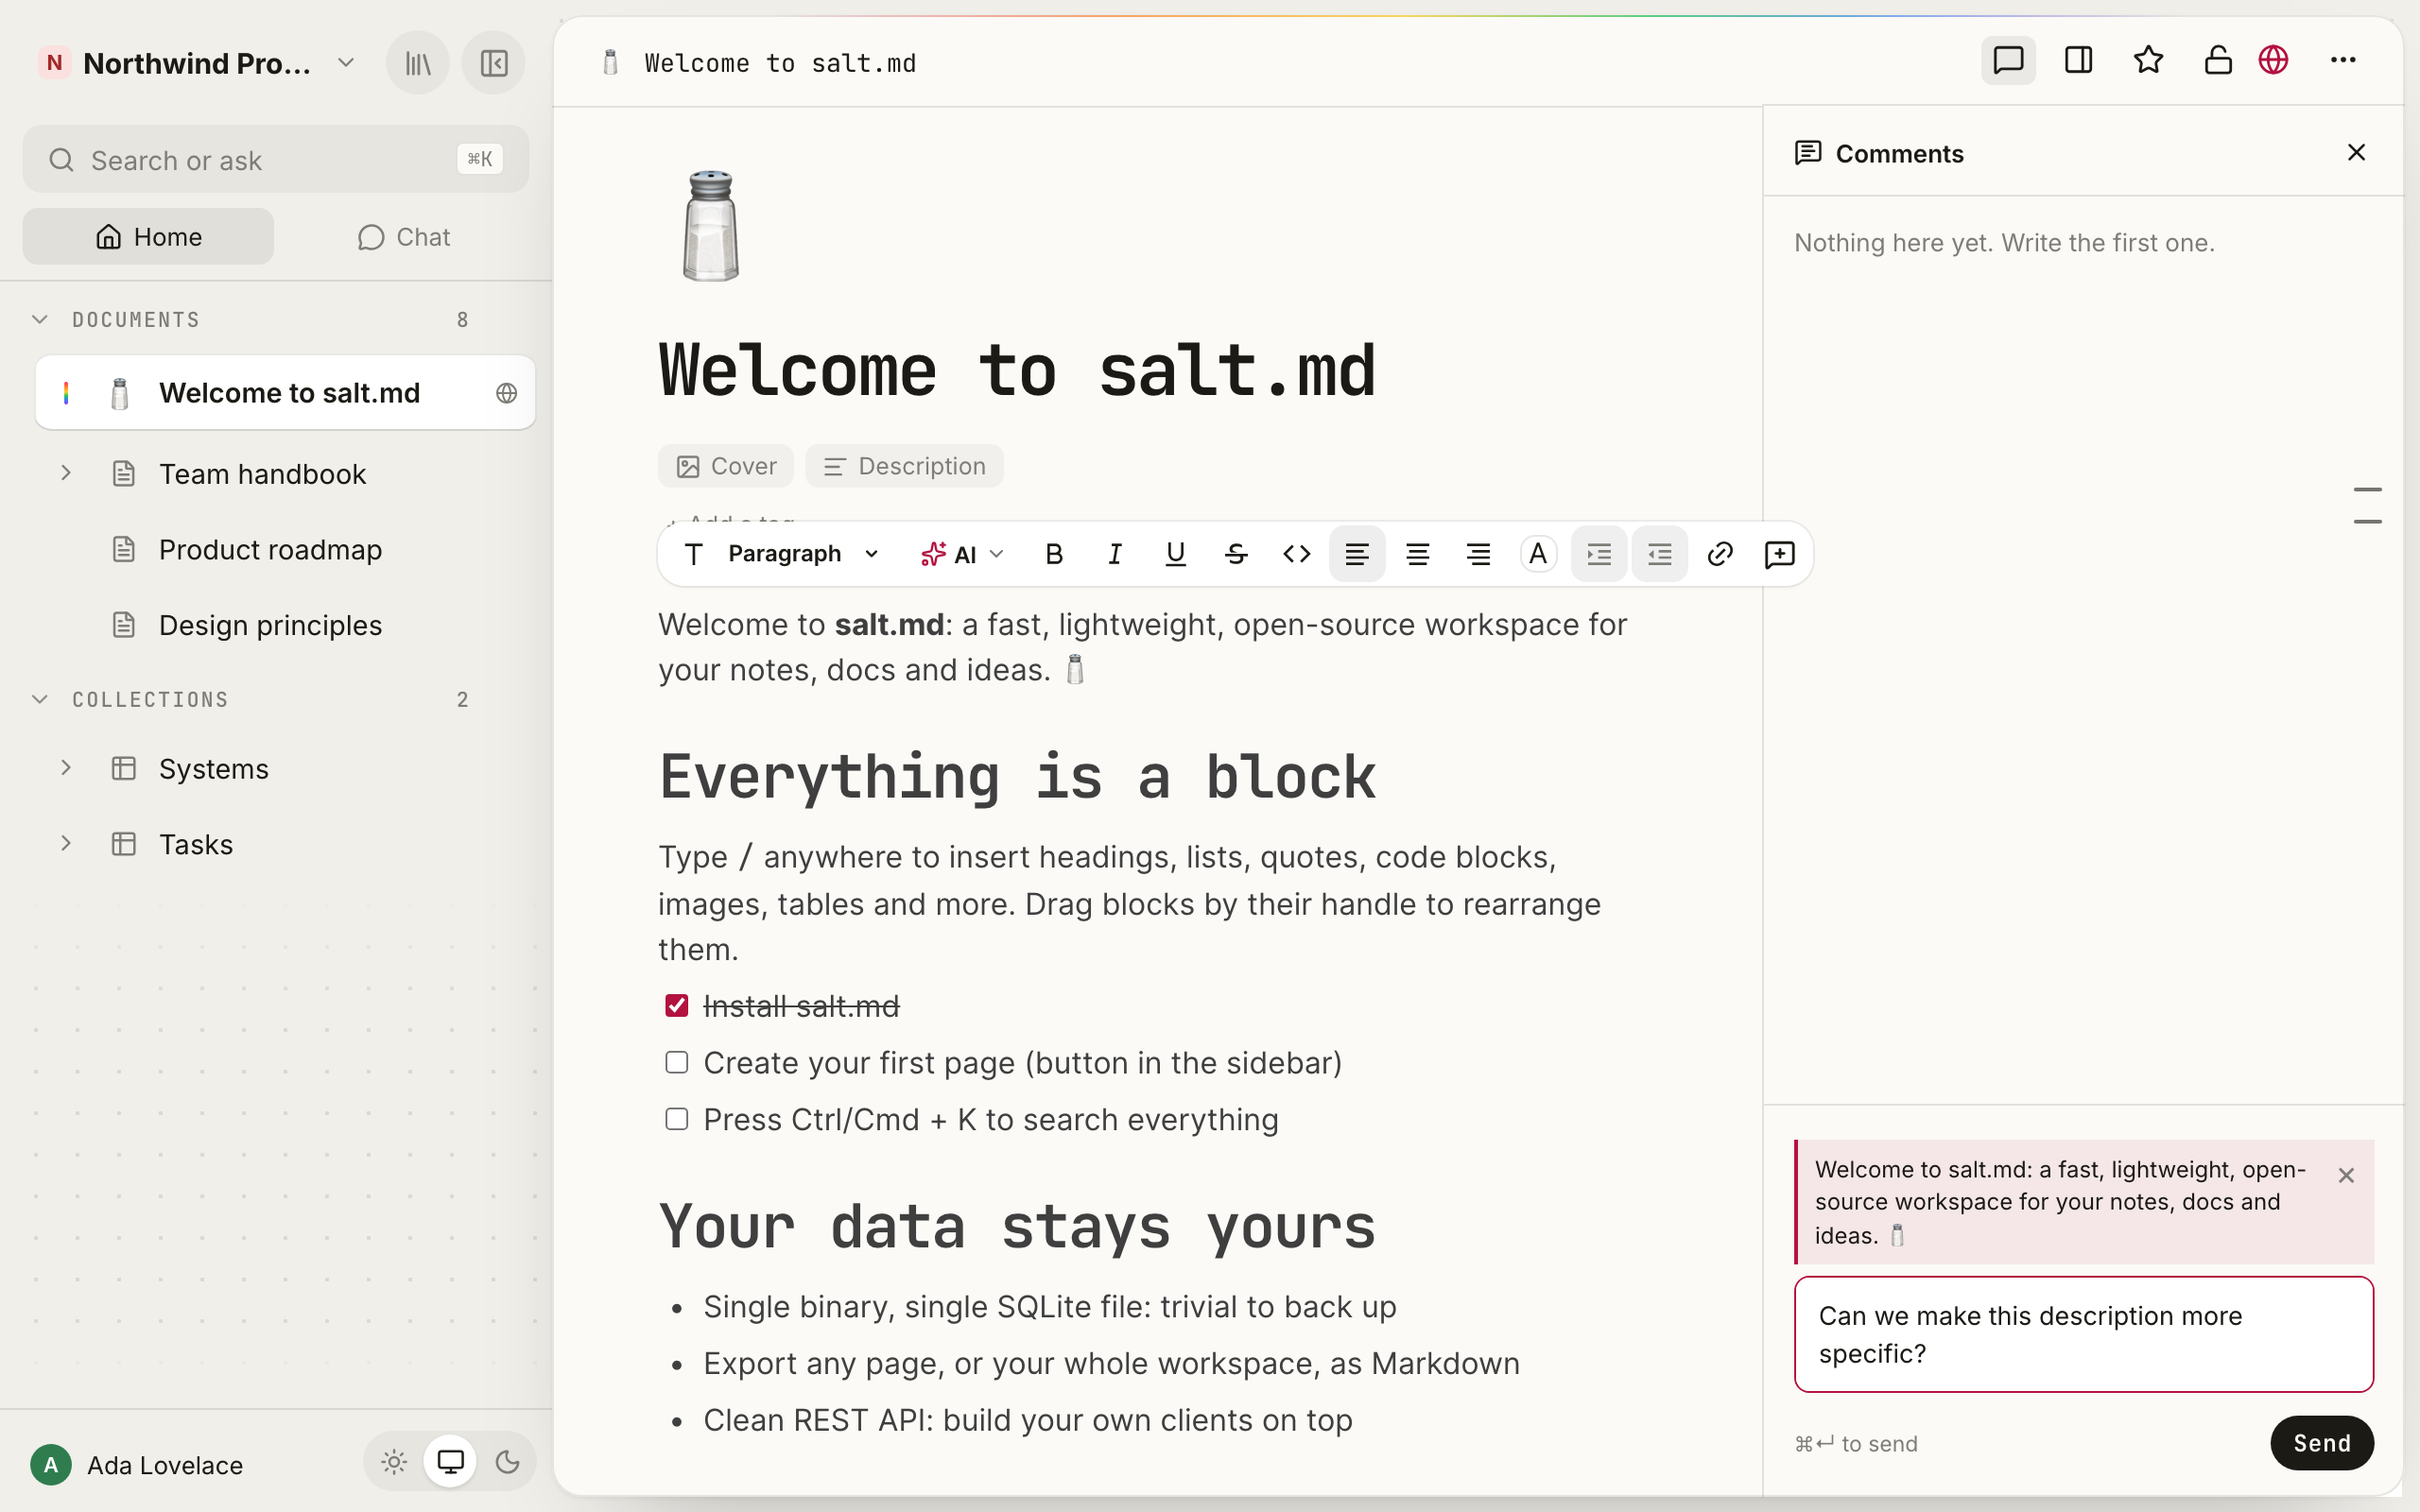 N Northwind Pro...
Search or ask ⌘K
Home Chat
DOCUMENTS 8
Welcome to salt.md
Team handbook
Product roadmap
Design principles
COLLECTIONS 2
Systems
Tasks
A Ada Lovelace
Welcome to salt.md
Welcome to salt.md
Cover Description
+ Add a tag
T Paragraph AI B I U S <> A
Welcome to salt.md: a fast, lightweight, open-source workspace for
your notes, docs and ideas.
Everything is a block
Type / anywhere to insert headings, lists, quotes, code blocks,
images, tables and more. Drag blocks by their handle to rearrange
them.
Install salt.md
Create your first page (button in the sidebar)
Press Ctrl/Cmd + K to search everything
Your data stays yours
• Single binary, single SQLite file: trivial to back up
• Export any page, or your whole workspace, as Markdown
• Clean REST API: build your own clients on top
Comments
Nothing here yet. Write the first one.
Welcome to salt.md: a fast, lightweight, open-
source workspace for your notes, docs and
ideas.
Can we make this description more
specific?
⌘↵ to send
Send